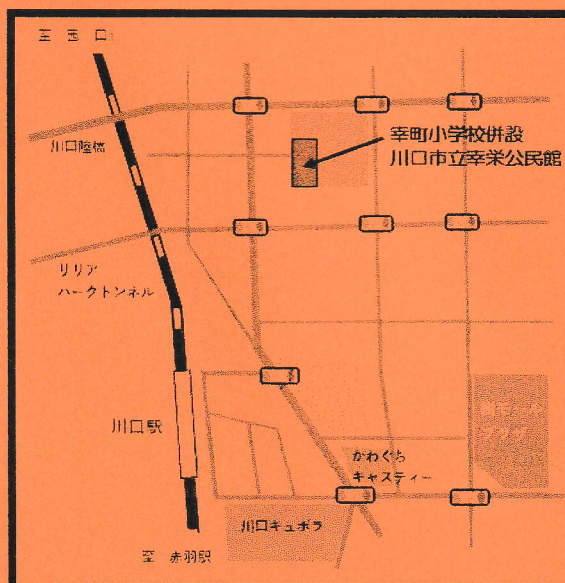 至 西 口
幸町小学校併設
川口市立幸栄公民館
川口陸橋
リリア
パークトンネル
川口駅
かわぐち
キャスティー
川口キュポラ
至 赤羽駅